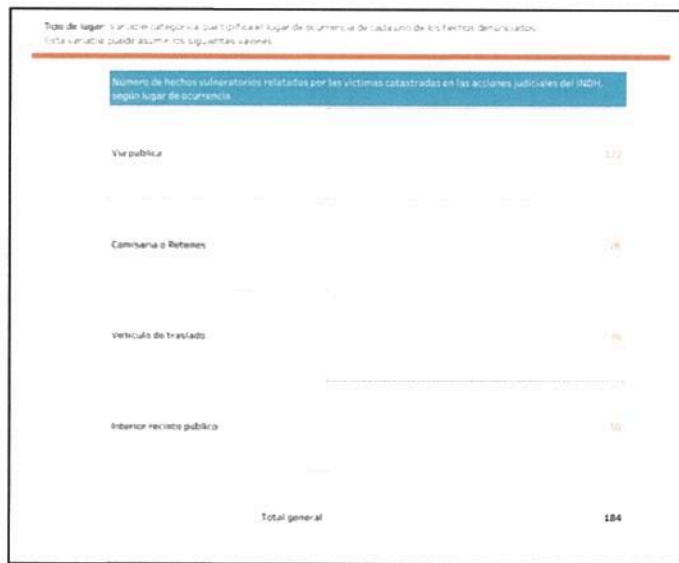 Tipo de lugar: Variable categórica que tipifica el lugar de ocurrencia de cada uno de los hechos denunciados.
Esta variable puede asumir los siguientes valores
Número de hechos vulneratorios relatados por las víctimas catastradas en las acciones judiciales del INDH,
según lugar de ocurrencia
Vía pública
Comisaria o Retenes
Vehículo de traslado
Interior recinto público
Total general 184